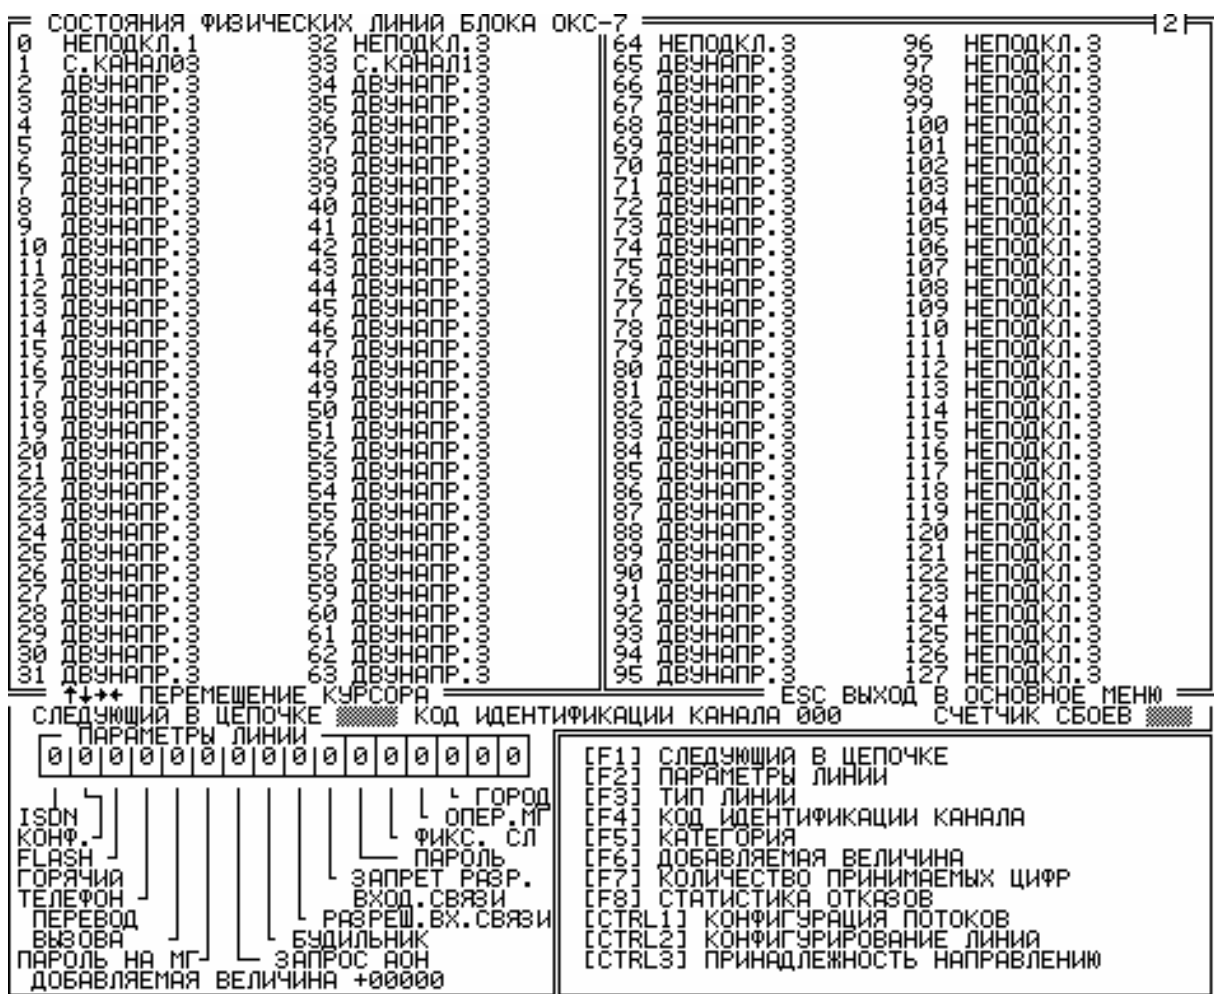 СОСТОЯНИЯ ФИЗИЧЕСКИХ ЛИНИЙ БЛОКА ОКС-7 2
0 НЕПОДКЛ.1 32 НЕПОДКЛ.3 64 НЕПОДКЛ.3 96 НЕПОДКЛ.3
1 С.КАНАЛ03 33 С.КАНАЛ13 65 ДВУНАПР.3 97 НЕПОДКЛ.3
2 ДВУНАПР.3 34 ДВУНАПР.3 66 ДВУНАПР.3 98 НЕПОДКЛ.3
3 ДВУНАПР.3 35 ДВУНАПР.3 67 ДВУНАПР.3 99 НЕПОДКЛ.3
4 ДВУНАПР.3 36 ДВУНАПР.3 68 ДВУНАПР.3 100 НЕПОДКЛ.3
5 ДВУНАПР.3 37 ДВУНАПР.3 69 ДВУНАПР.3 101 НЕПОДКЛ.3
6 ДВУНАПР.3 38 ДВУНАПР.3 70 ДВУНАПР.3 102 НЕПОДКЛ.3
7 ДВУНАПР.3 39 ДВУНАПР.3 71 ДВУНАПР.3 103 НЕПОДКЛ.3
8 ДВУНАПР.3 40 ДВУНАПР.3 72 ДВУНАПР.3 104 НЕПОДКЛ.3
9 ДВУНАПР.3 41 ДВУНАПР.3 73 ДВУНАПР.3 105 НЕПОДКЛ.3
10 ДВУНАПР.3 42 ДВУНАПР.3 74 ДВУНАПР.3 106 НЕПОДКЛ.3
11 ДВУНАПР.3 43 ДВУНАПР.3 75 ДВУНАПР.3 107 НЕПОДКЛ.3
12 ДВУНАПР.3 44 ДВУНАПР.3 76 ДВУНАПР.3 108 НЕПОДКЛ.3
13 ДВУНАПР.3 45 ДВУНАПР.3 77 ДВУНАПР.3 109 НЕПОДКЛ.3
14 ДВУНАПР.3 46 ДВУНАПР.3 78 ДВУНАПР.3 110 НЕПОДКЛ.3
15 ДВУНАПР.3 47 ДВУНАПР.3 79 ДВУНАПР.3 111 НЕПОДКЛ.3
16 ДВУНАПР.3 48 ДВУНАПР.3 80 ДВУНАПР.3 112 НЕПОДКЛ.3
17 ДВУНАПР.3 49 ДВУНАПР.3 81 ДВУНАПР.3 113 НЕПОДКЛ.3
18 ДВУНАПР.3 50 ДВУНАПР.3 82 ДВУНАПР.3 114 НЕПОДКЛ.3
19 ДВУНАПР.3 51 ДВУНАПР.3 83 ДВУНАПР.3 115 НЕПОДКЛ.3
20 ДВУНАПР.3 52 ДВУНАПР.3 84 ДВУНАПР.3 116 НЕПОДКЛ.3
21 ДВУНАПР.3 53 ДВУНАПР.3 85 ДВУНАПР.3 117 НЕПОДКЛ.3
22 ДВУНАПР.3 54 ДВУНАПР.3 86 ДВУНАПР.3 118 НЕПОДКЛ.3
23 ДВУНАПР.3 55 ДВУНАПР.3 87 ДВУНАПР.3 119 НЕПОДКЛ.3
24 ДВУНАПР.3 56 ДВУНАПР.3 88 ДВУНАПР.3 120 НЕПОДКЛ.3
25 ДВУНАПР.3 57 ДВУНАПР.3 89 ДВУНАПР.3 121 НЕПОДКЛ.3
26 ДВУНАПР.3 58 ДВУНАПР.3 90 ДВУНАПР.3 122 НЕПОДКЛ.3
27 ДВУНАПР.3 59 ДВУНАПР.3 91 ДВУНАПР.3 123 НЕПОДКЛ.3
28 ДВУНАПР.3 60 ДВУНАПР.3 92 ДВУНАПР.3 124 НЕПОДКЛ.3
29 ДВУНАПР.3 61 ДВУНАПР.3 93 ДВУНАПР.3 125 НЕПОДКЛ.3
30 ДВУНАПР.3 62 ДВУНАПР.3 94 ДВУНАПР.3 126 НЕПОДКЛ.3
31 ДВУНАПР.3 63 ДВУНАПР.3 95 ДВУНАПР.3 127 НЕПОДКЛ.3
↑↓→← ПЕРЕМЕЩЕНИЕ КУРСОРА ESC ВЫХОД В ОСНОВНОЕ МЕНЮ
СЛЕДУЮЩИЙ В ЦЕПОЧКЕ КОД ИДЕНТИФИКАЦИИ КАНАЛА 000 СЧЕТЧИК СБОЕВ
ПАРАМЕТРЫ ЛИНИИ
0 0 0 0 0 0 0 0 0 0 0 0 0 0 0 0
ISDN
КОНФ.
FLASH
ГОРЯЧИЙ
ТЕЛЕФОН
ПЕРЕВОД
ВЫЗОВА
ПАРОЛЬ НА МГ
ГОРОД
ОПЕР.МГ
ФИКС. СЛ
ПАРОЛЬ
ЗАПРЕТ РАЗР.
ВХОД.СВЯЗИ
РАЗРЕШ.ВХ.СВЯЗИ
БУДИЛЬНИК
ЗАПРОС АОН
ДОБАВЛЯЕМАЯ ВЕЛИЧИНА +00000
[F1] СЛЕДУЮЩИЙ В ЦЕПОЧКЕ
[F2] ПАРАМЕТРЫ ЛИНИИ
[F3] ТИП ЛИНИИ
[F4] КОД ИДЕНТИФИКАЦИИ КАНАЛА
[F5] КАТЕГОРИЯ
[F6] ДОБАВЛЯЕМАЯ ВЕЛИЧИНА
[F7] КОЛИЧЕСТВО ПРИНИМАЕМЫХ ЦИФР
[F8] СТАТИСТИКА ОТКАЗОВ
[CTRL1] КОНФИГУРАЦИЯ ПОТОКОВ
[CTRL2] КОНФИГУРИРОВАНИЕ ЛИНИЙ
[CTRL3] ПРИНАДЛЕЖНОСТЬ НАПРАВЛЕНИЮ